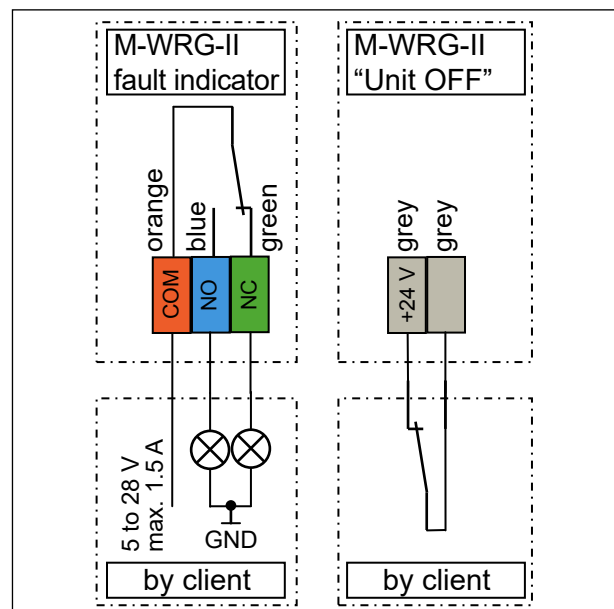 M-WRG-II
fault indicator
orange
blue
green
COM
NO
NC
5 to 28 V
max. 1.5 A
GND
by client
M-WRG-II
“Unit OFF”
grey
grey
+24 V
by client